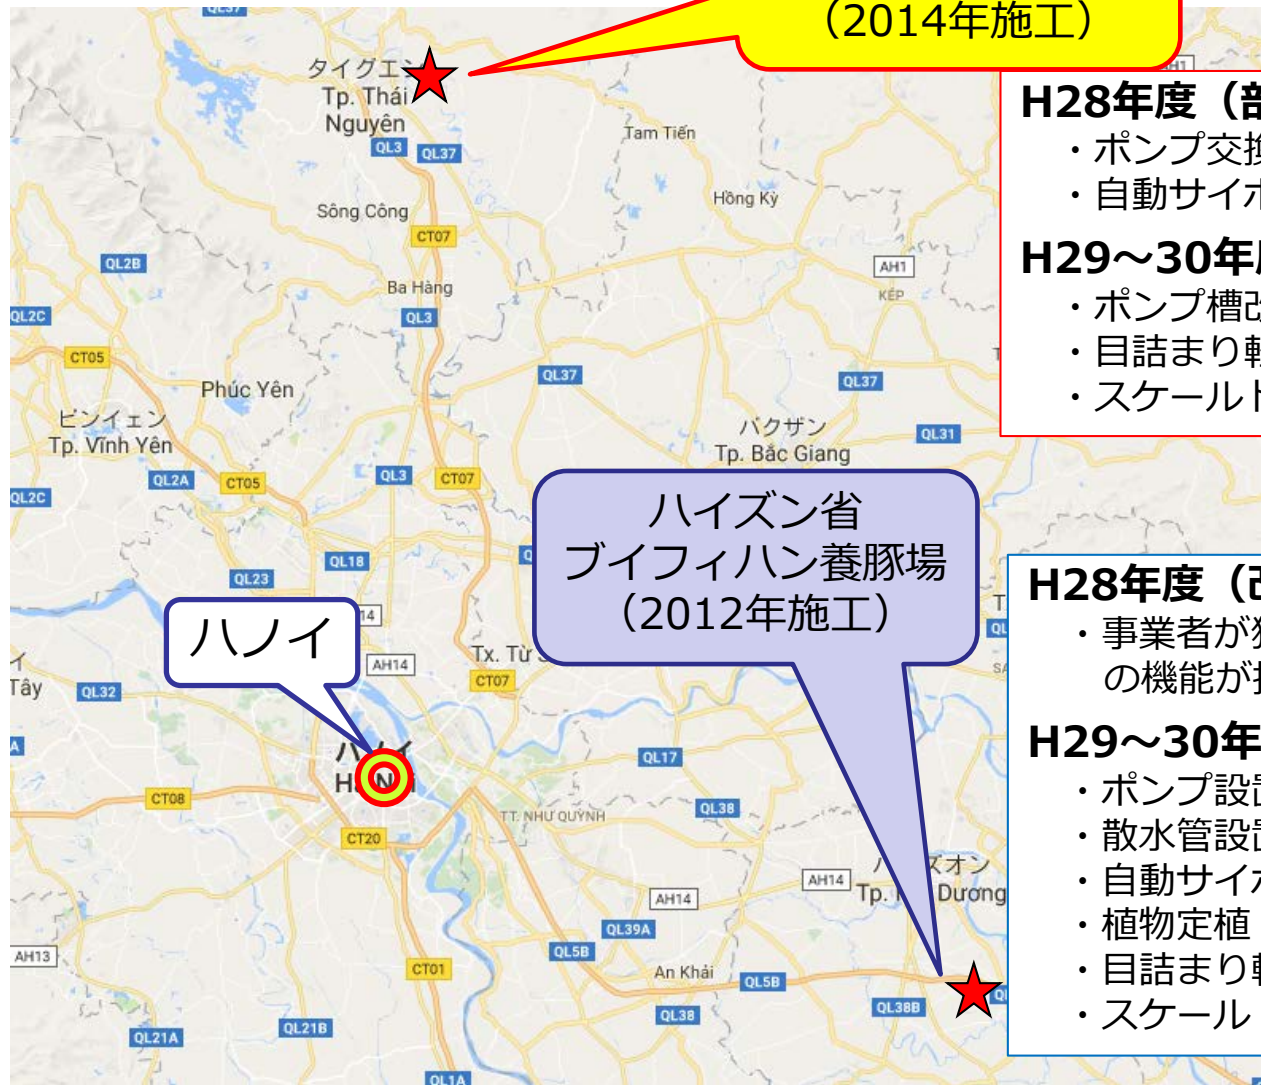 （2014年施工）
QL37
AH1
タイグエン
Tp. Thái
Nguyên
QL3
QL37
Tam Tiến
Hồng Kỳ
Sông Công
CT07
QL2B
AH1
KÉP
Ba Hàng
QL2C
QL3
CT05
QL37
QL37
Phúc Yên
ビンイェン
Tp. Vĩnh Yên
バクザン
Tp. Bắc Giang
QL31
QL2A
CT05
QL3
CT07
QL2C
QL18
QL23
ハイズン省
ブイフィハン養豚場
（2012年施工）
ハノイ
14
AH14
Tx. Từ
CT07
Tây
QL32
QL17
CT08
TT. NHƯ QUỲNH
QL38
CT20
AH14
Tp.
Dương
AH14
QL39A
QL5B
AH13
CT01
An Khải
QL5B
QL38
QL38B
QL21A
QL21B
QL1A
H28年度（
・ポンプ交
・自動サイ
H29～30年
・ポンプ槽
・目詰まり
・スケール
H28年度（
・事業者が
の機能が
H29～30年
・ポンプ設
・散水管設
・自動サイ
・植物定植
・目詰まり
・スケール